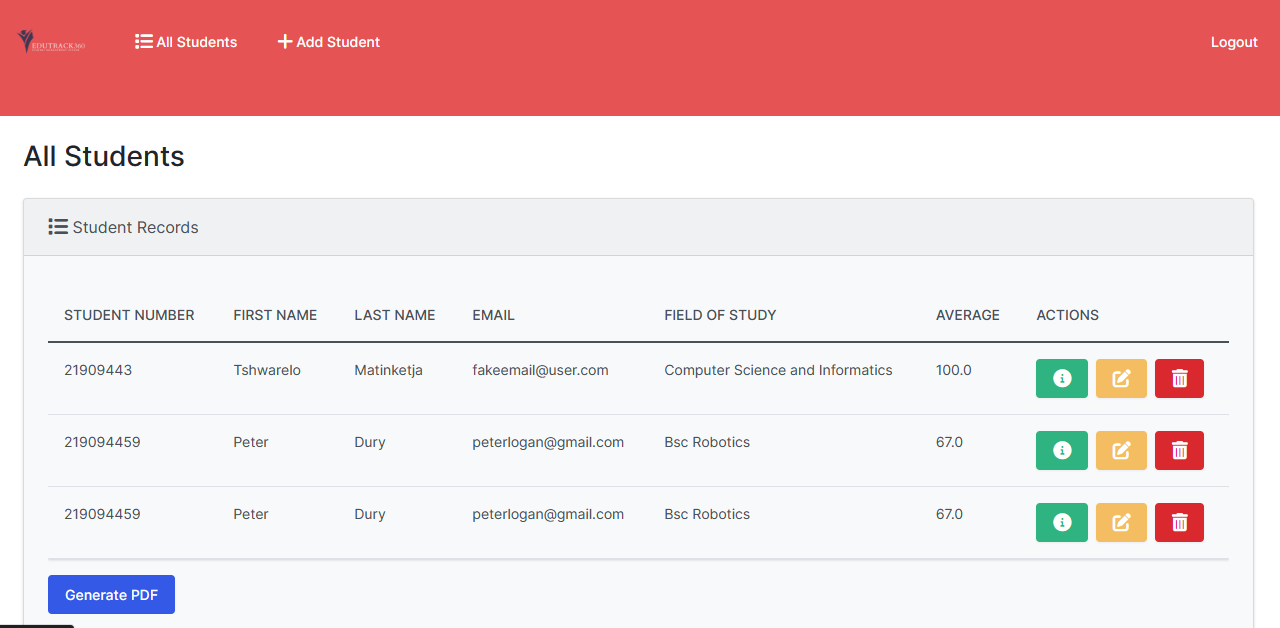 EDUTRACK360
All Students
Add Student
Logout
All Students
Student Records
STUDENT NUMBER FIRST NAME LAST NAME EMAIL FIELD OF STUDY AVERAGE ACTIONS
21909443 Tshwarelo Matinketja fakeemail@user.com Computer Science and Informatics 100.0
219094459 Peter Dury peterlogan@gmail.com Bsc Robotics 67.0
219094459 Peter Dury peterlogan@gmail.com Bsc Robotics 67.0
Generate PDF